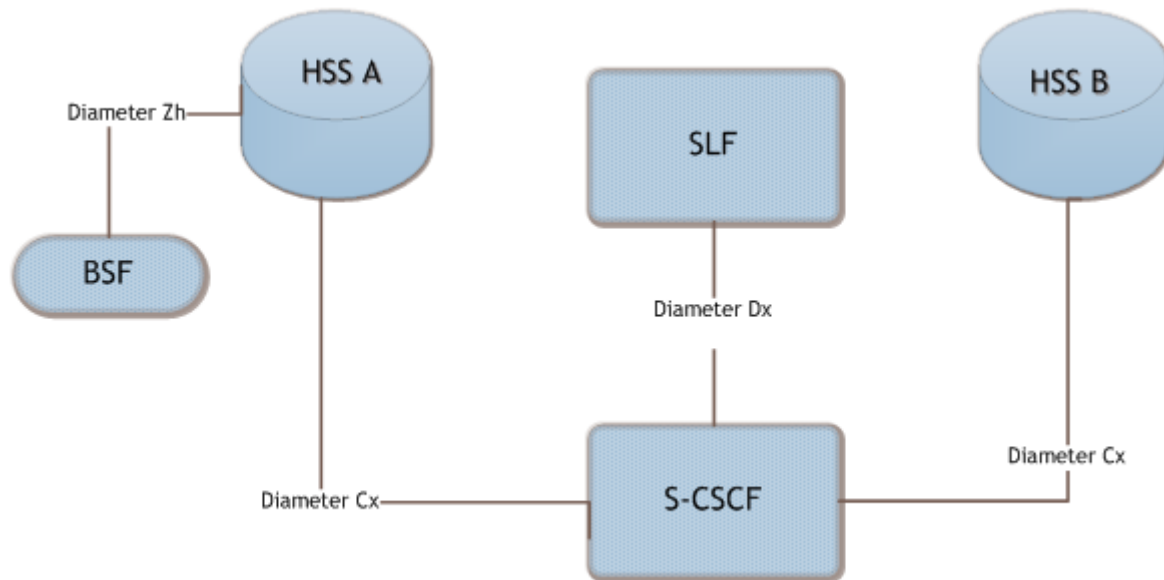 HSS A
HSS B
Diameter Zh
SLF
BSF
Diameter Dx
Diameter Cx
Diameter Cx
S-CSCF